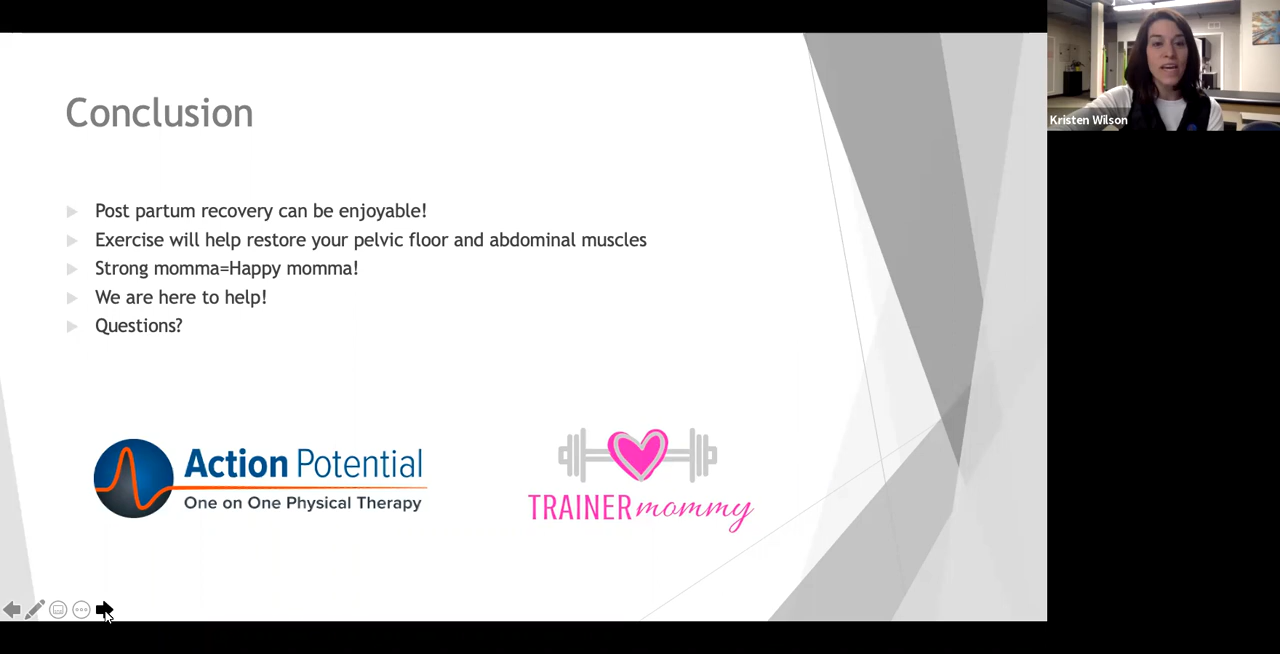 Conclusion
Post partum recovery can be enjoyable!
Exercise will help restore your pelvic floor and abdominal muscles
Strong momma=Happy momma!
We are here to help!
Questions?
Action Potential
One on One Physical Therapy
TRAINER mommy
Kristen Wilson